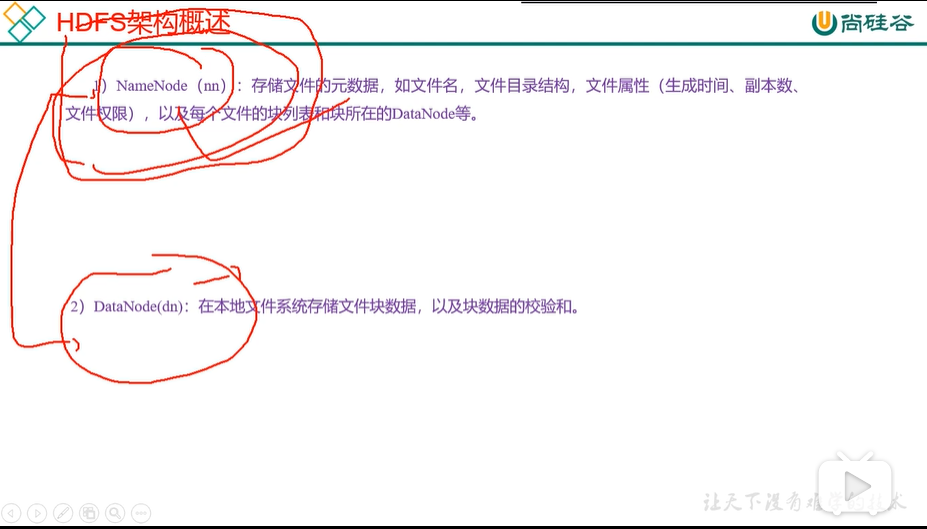 HDFS架构概述
尚硅谷
1）NameNode（nn）：存储文件的元数据，如文件名，文件目录结构，文件属性（生成时间、副本数、
文件权限），以及每个文件的块列表和块所在的DataNode等。
2）DataNode(dn)：在本地文件系统存储文件块数据，以及块数据的校验和。
让天下没有难学的技术